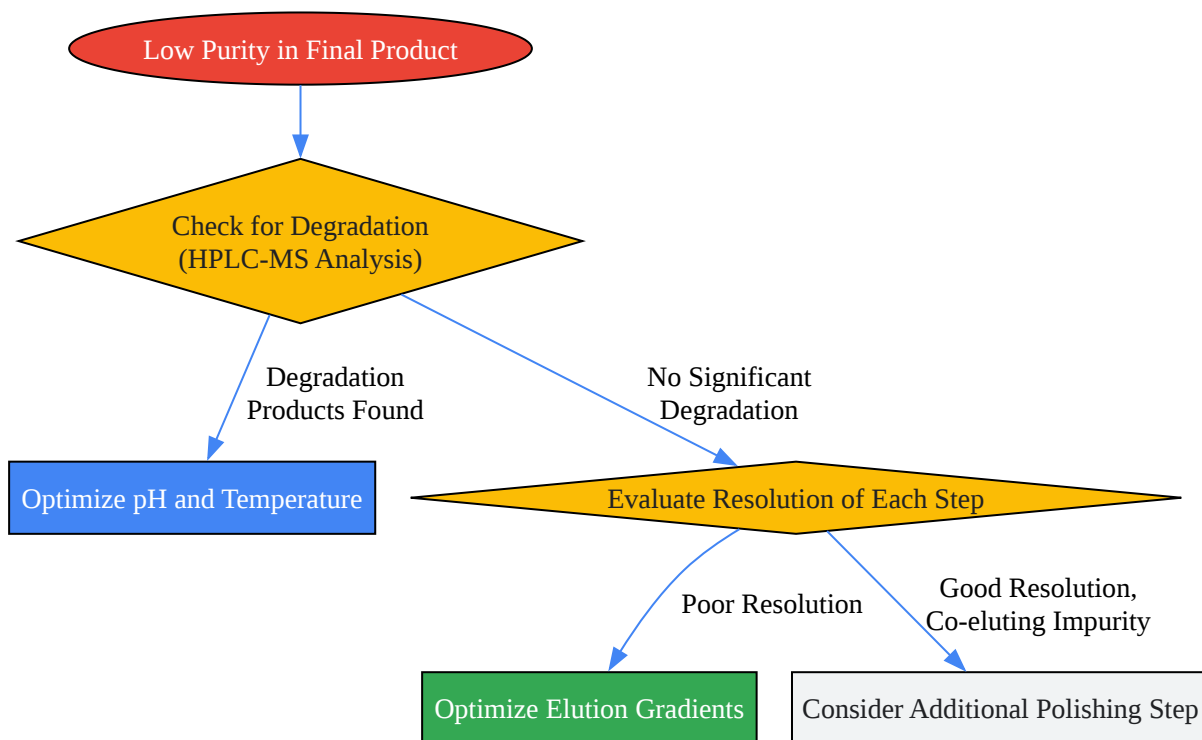 Low Purity in Final Product
Check for Degradation
(HPLC-MS Analysis)
Degradation
Products Found
No Significant
Degradation
Optimize pH and Temperature
Evaluate Resolution of Each Step
Poor Resolution
Good Resolution,
Co-eluting Impurity
Optimize Elution Gradients
Consider Additional Polishing Step